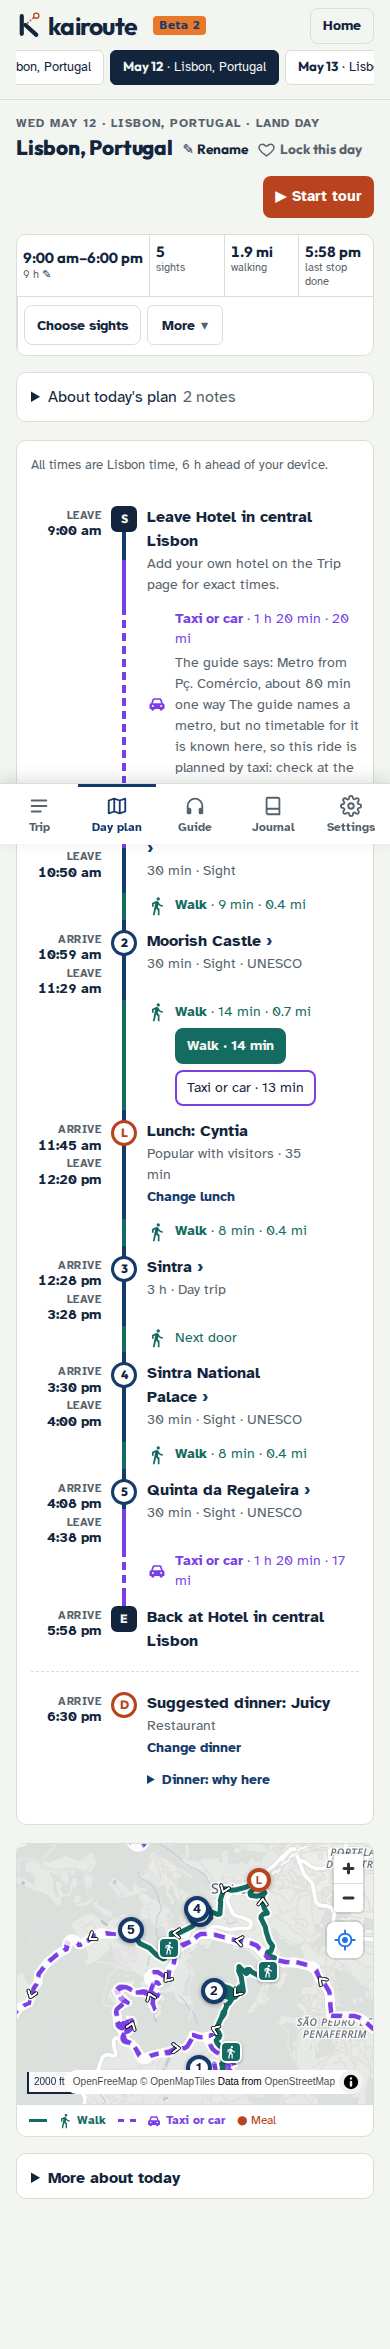 kairoute
Beta 2
Home
bon, Portugal
May 12 · Lisbon, Portugal
May 13 · Lisb
WED MAY 12 · LISBON, PORTUGAL · LAND DAY
Lisbon, Portugal
✎ Rename
Lock this day
▶ Start tour
9:00 am–6:00 pm
9 h ✎
5
sights
1.9 mi
walking
5:58 pm
last stop
done
Choose sights
More ▾
▶ About today's plan 2 notes
All times are Lisbon time, 6 h ahead of your device.
LEAVE
9:00 am
S
Leave Hotel in central
Lisbon
Add your own hotel on the Trip
page for exact times.
Taxi or car · 1 h 20 min · 20
mi
The guide says: Metro from
Pç. Comércio, about 80 min
one way The guide names a
metro, but no timetable for it
is known here, so this ride is
planned by taxi: check at the
Trip
Day plan
Guide
Journal
Settings
›
LEAVE
10:50 am
30 min · Sight
Walk · 9 min · 0.4 mi
ARRIVE
10:59 am
LEAVE
11:29 am
2
Moorish Castle ›
30 min · Sight · UNESCO
Walk · 14 min · 0.7 mi
Walk · 14 min
Taxi or car · 13 min
ARRIVE
11:45 am
LEAVE
12:20 pm
L
Lunch: Cyntia
Popular with visitors · 35
min
Change lunch
Walk · 8 min · 0.4 mi
ARRIVE
12:28 pm
LEAVE
3:28 pm
3
Sintra ›
3 h · Day trip
Next door
ARRIVE
3:30 pm
LEAVE
4:00 pm
4
Sintra National
Palace ›
30 min · Sight · UNESCO
Walk · 8 min · 0.4 mi
ARRIVE
4:08 pm
LEAVE
4:38 pm
5
Quinta da Regaleira ›
30 min · Sight · UNESCO
Taxi or car · 1 h 20 min · 17
mi
ARRIVE
5:58 pm
E
Back at Hotel in central
Lisbon
ARRIVE
6:30 pm
D
Suggested dinner: Juicy
Restaurant
Change dinner
▶ Dinner: why here
+
−
L
4
5
2
SÃO PEDRO
PENAFERRIM
1
2000 ft
OpenFreeMap © OpenMapTiles Data from OpenStreetMap
Walk
Taxi or car
Meal
▶ More about today